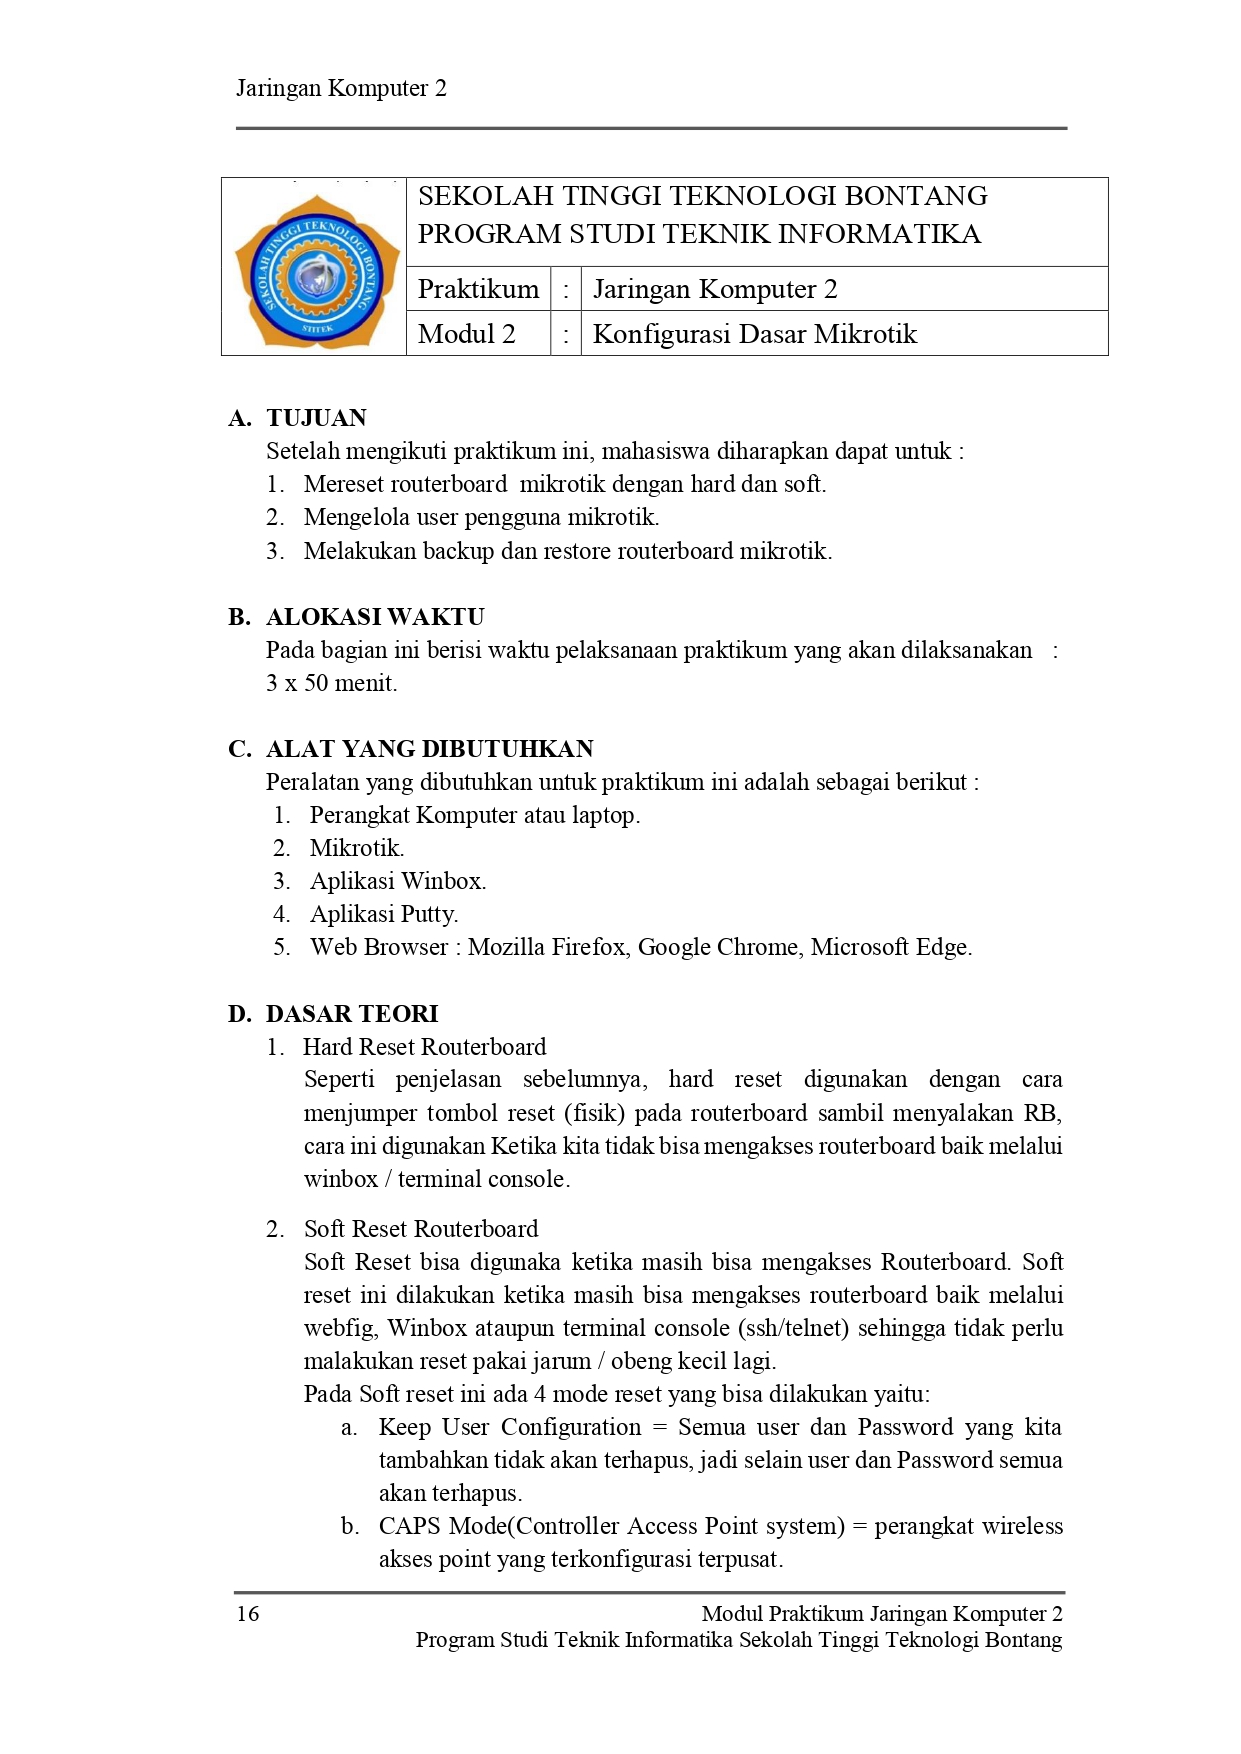 Jaringan Komputer 2
SEKOLAH TINGGI TEKNOLOGI BONTANG
PROGRAM STUDI TEKNIK INFORMATIKA
Praktikum : Jaringan Komputer 2
Modul 2 : Konfigurasi Dasar Mikrotik
SEKOLAH TINGGI TEKNOLOGI BONTANG
STITEK
A. TUJUAN
Setelah mengikuti praktikum ini, mahasiswa diharapkan dapat untuk :
1. Mereset routerboard mikrotik dengan hard dan soft.
2. Mengelola user pengguna mikrotik.
3. Melakukan backup dan restore routerboard mikrotik.
B. ALOKASI WAKTU
Pada bagian ini berisi waktu pelaksanaan praktikum yang akan dilaksanakan :
3 x 50 menit.
C. ALAT YANG DIBUTUHKAN
Peralatan yang dibutuhkan untuk praktikum ini adalah sebagai berikut :
1. Perangkat Komputer atau laptop.
2. Mikrotik.
3. Aplikasi Winbox.
4. Aplikasi Putty.
5. Web Browser : Mozilla Firefox, Google Chrome, Microsoft Edge.
D. DASAR TEORI
1. Hard Reset Routerboard
Seperti penjelasan sebelumnya, hard reset digunakan dengan cara
menjumper tombol reset (fisik) pada routerboard sambil menyalakan RB,
cara ini digunakan Ketika kita tidak bisa mengakses routerboard baik melalui
winbox / terminal console.
2. Soft Reset Routerboard
Soft Reset bisa digunaka ketika masih bisa mengakses Routerboard. Soft
reset ini dilakukan ketika masih bisa mengakses routerboard baik melalui
webfig, Winbox ataupun terminal console (ssh/telnet) sehingga tidak perlu
malakukan reset pakai jarum / obeng kecil lagi.
Pada Soft reset ini ada 4 mode reset yang bisa dilakukan yaitu:
a. Keep User Configuration = Semua user dan Password yang kita
tambahkan tidak akan terhapus, jadi selain user dan Password semua
akan terhapus.
b. CAPS Mode(Controller Access Point system) = perangkat wireless
akses point yang terkonfigurasi terpusat.
16 Modul Praktikum Jaringan Komputer 2
Program Studi Teknik Informatika Sekolah Tinggi Teknologi Bontang